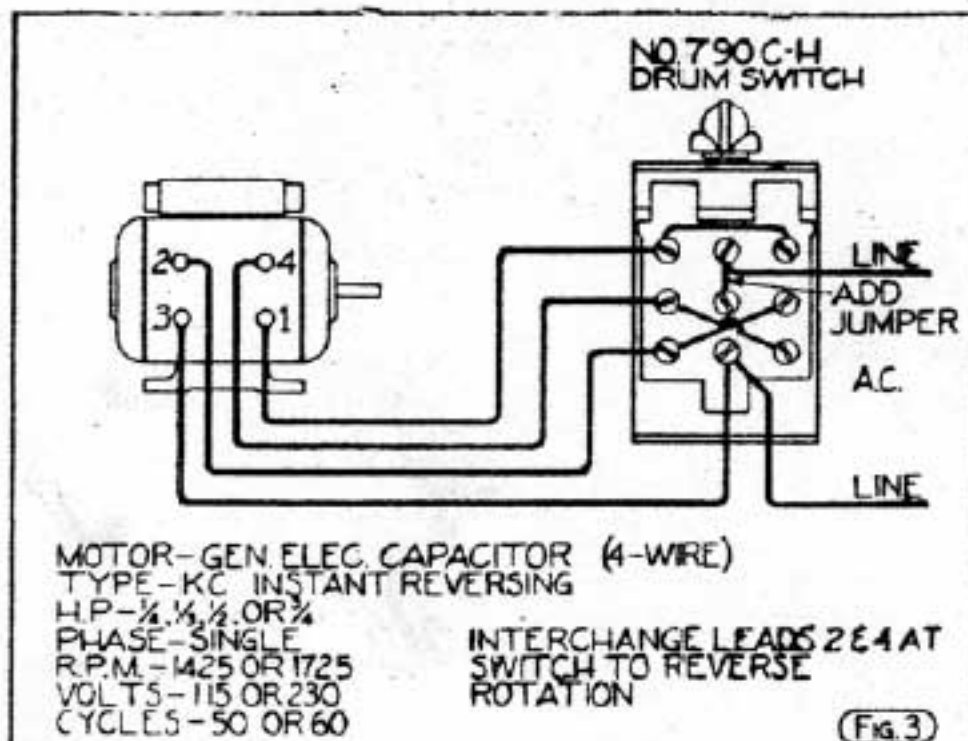 NO. 790 C-H
DRUM SWITCH
2
4
3
1
LINE
ADD
JUMPER
A.C.
LINE
MOTOR-GEN. ELEC. CAPACITOR (4-WIRE)
TYPE-KC INSTANT REVERSING
H.P-¼, ⅓, ½, OR ¾
PHASE-SINGLE
R.P.M.-1425 OR 1725
VOLTS-115 OR 230
CYCLES-50 OR 60
INTERCHANGE LEADS 2 & 4 AT
SWITCH TO REVERSE
ROTATION
FIG. 3